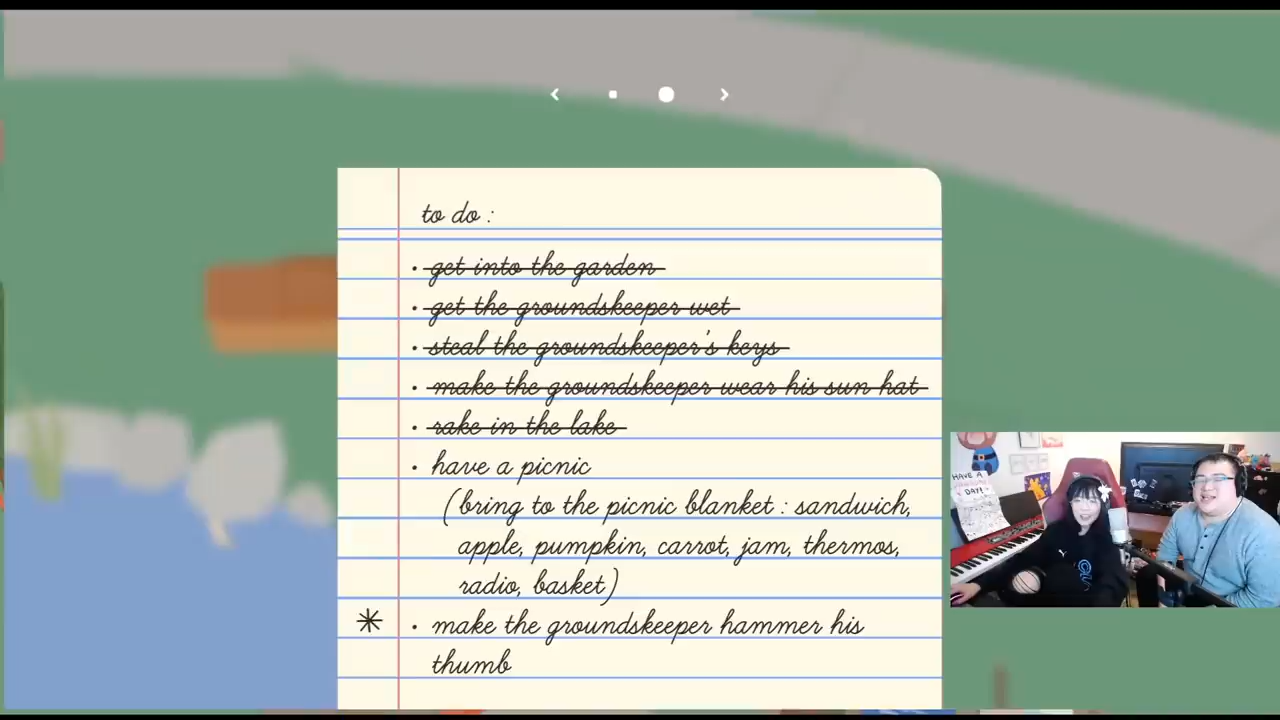 to do :
• get into the garden
• get the groundskeeper wet
• steal the groundskeeper's keys
• make the groundskeeper wear his sun hat
• rake in the lake
• have a picnic
(bring to the picnic blanket : sandwich,
apple, pumpkin, carrot, jam, thermos,
radio, basket)
• make the groundskeeper hammer his
thumb
HAVE A
DAY!